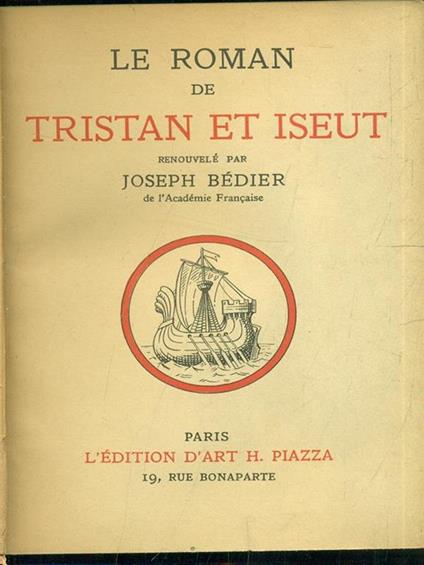 LE ROMAN
DE
TRISTAN ET ISEUT
RENOUVELÉ PAR
JOSEPH BÉDIER
de l'Académie Française
PARIS
L'ÉDITION D'ART H. PIAZZA
19, RUE BONAPARTE